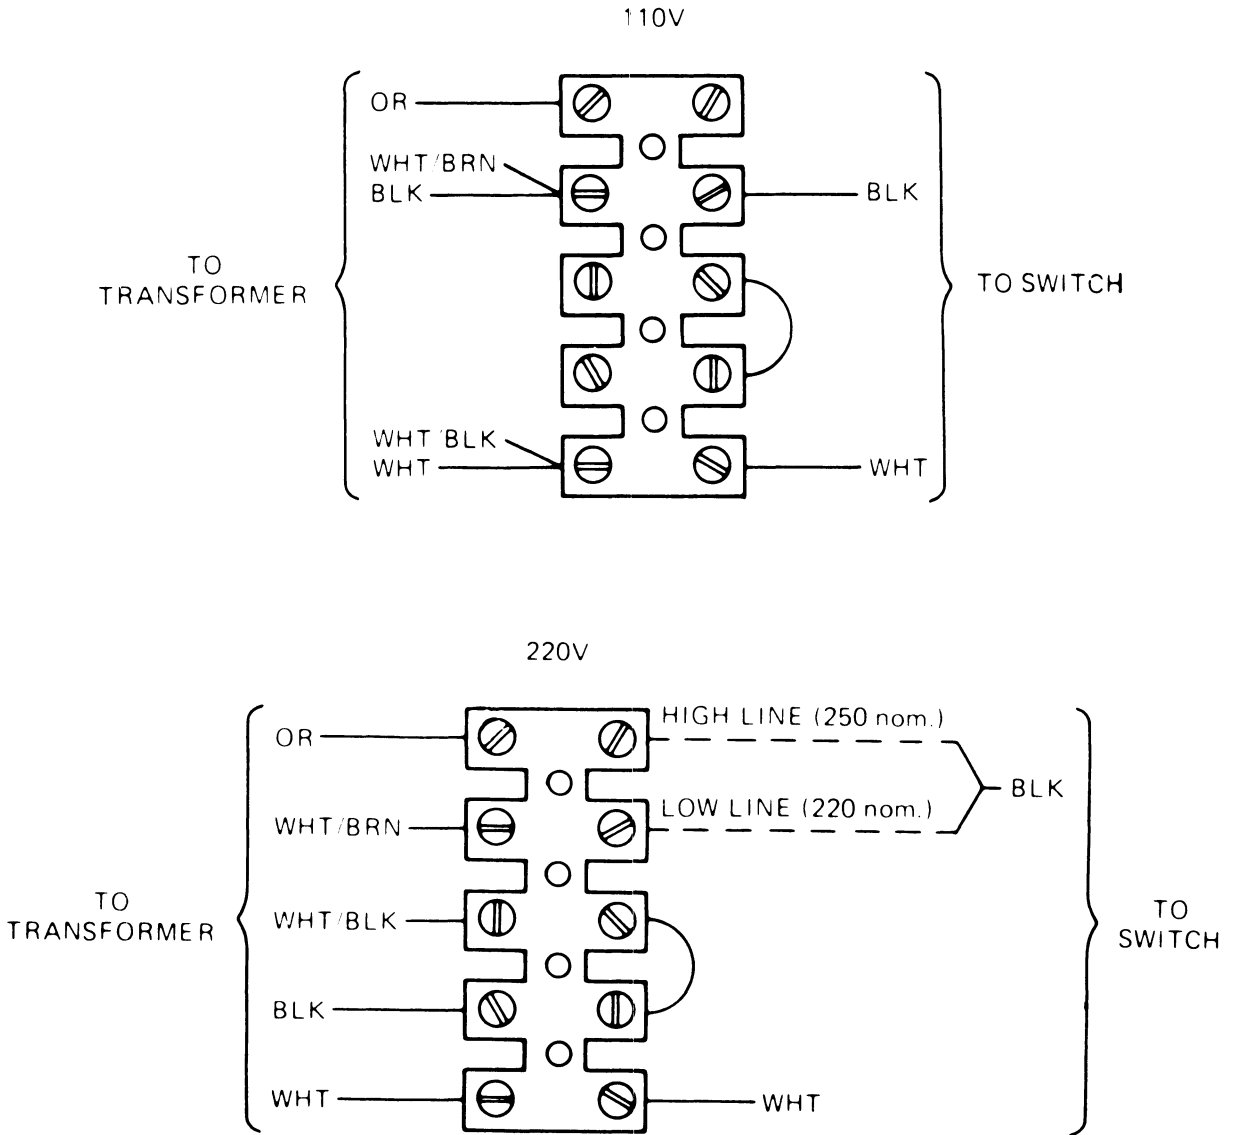 110V
OR
WHT/BRN
BLK
BLK
TO
TRANSFORMER
TO SWITCH
WHT/BLK
WHT
WHT
220V
HIGH LINE (250 nom.)
OR
BLK
LOW LINE (220 nom.)
WHT/BRN
TO
TRANSFORMER
WHT/BLK
TO
SWITCH
BLK
WHT
WHT